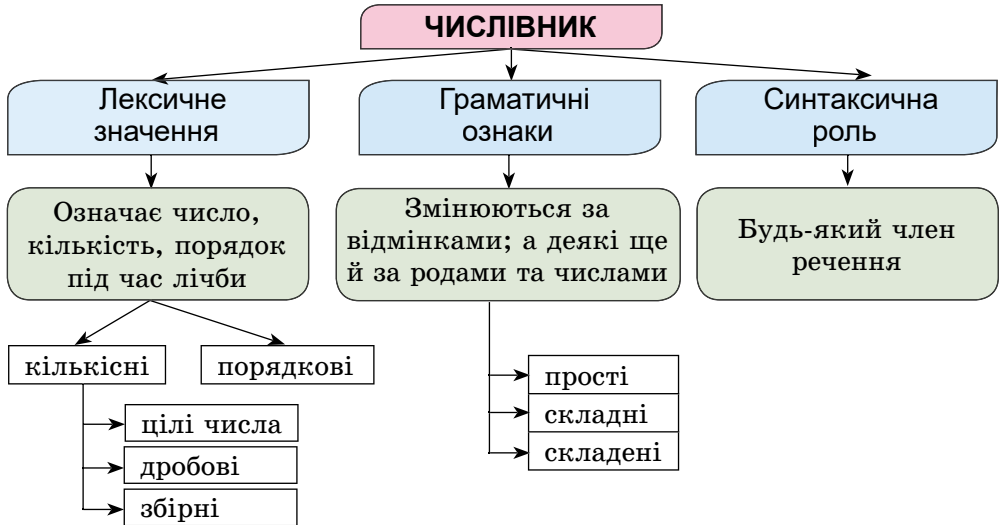 ЧИСЛІВНИК
Лексичне
значення
Означає число,
кількість, порядок
під час лічби
кількісні
порядкові
цілі числа
дробові
збірні
Граматичні
ознаки
Змінюються за
відмінками; а деякі ще
й за родами та числами
прості
складні
складені
Синтаксична
роль
Будь-який член
речення